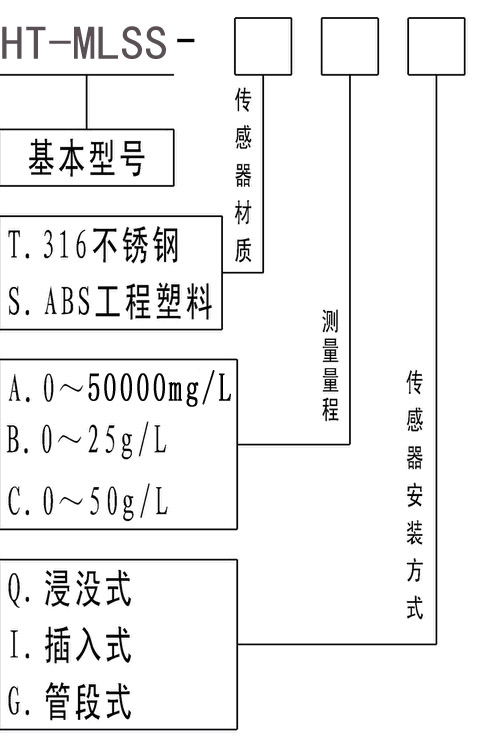 HT-MLSS-
基本型号
传感器材质
T. 316不锈钢
S. ABS工程塑料
测量量程
A. 0～50000mg/L
B. 0～25g/L
C. 0～50g/L
传感器安装方式
Q. 浸没式
I. 插入式
G. 管段式